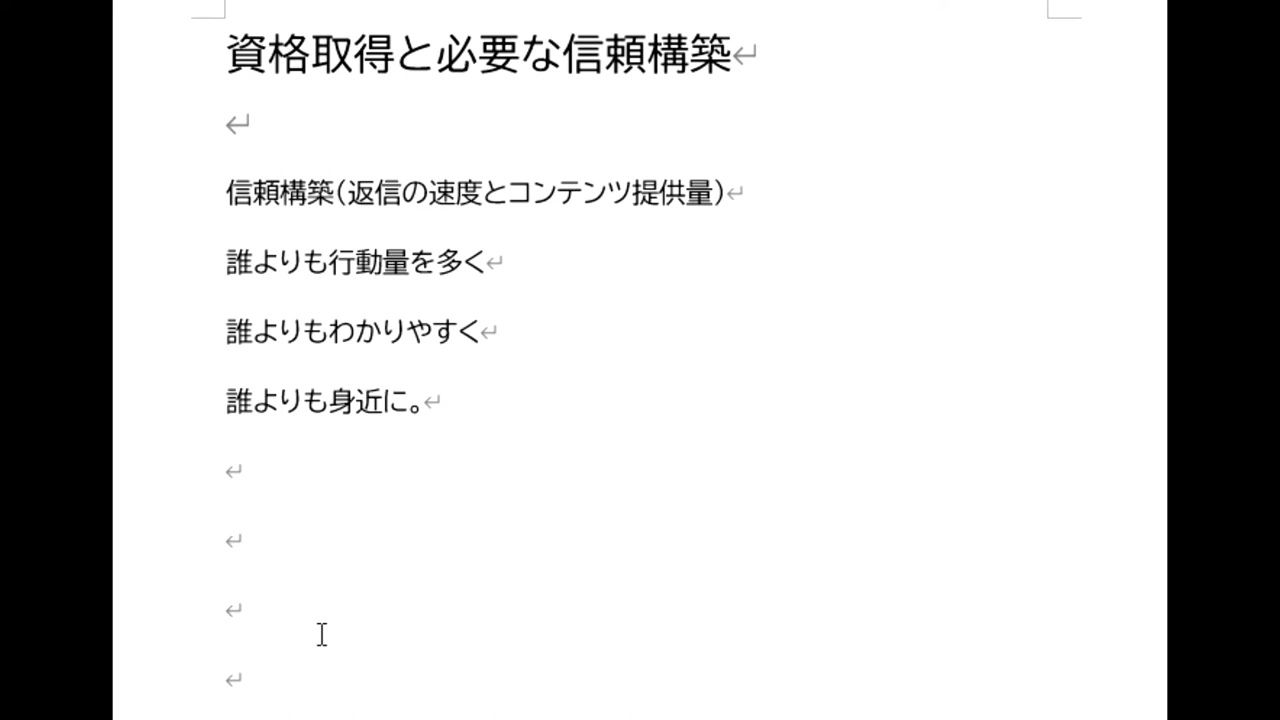 資格取得と必要な信頼構築
信頼構築（返信の速度とコンテンツ提供量）
誰よりも行動量を多く
誰よりもわかりやすく
誰よりも身近に。